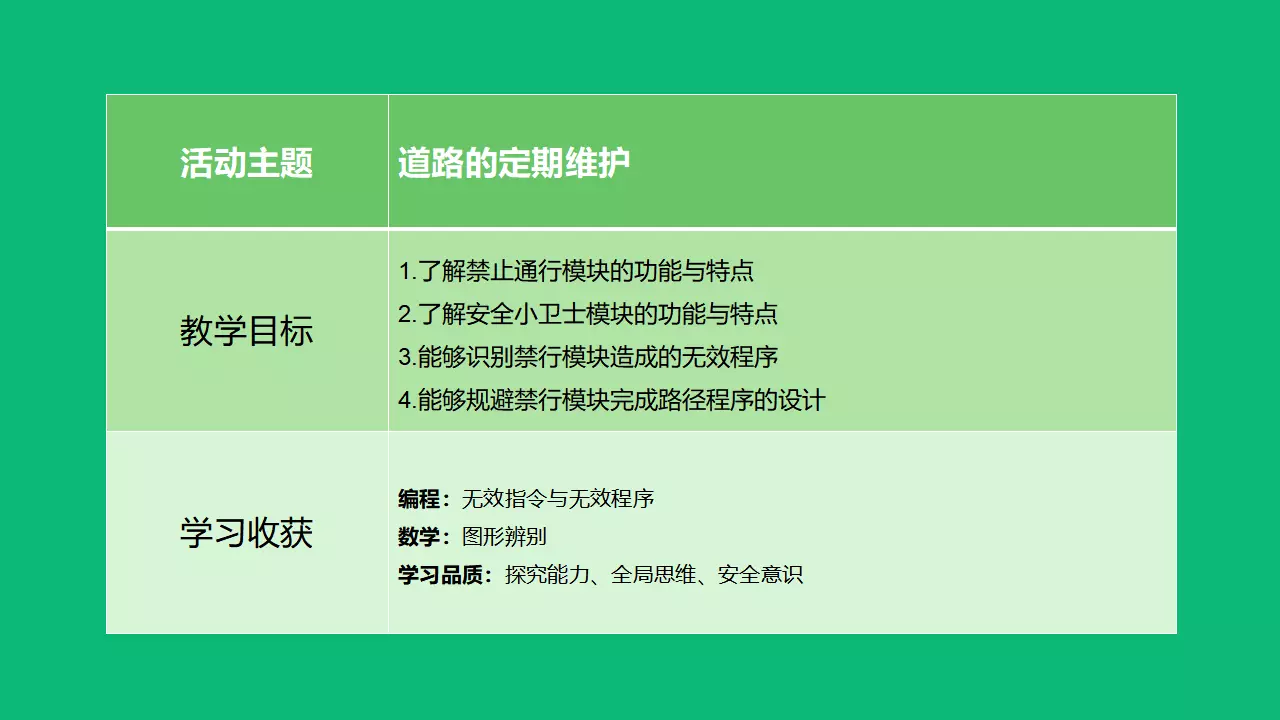 活动主题
道路的定期维护
教学目标
1.了解禁止通行模块的功能与特点
2.了解安全小卫士模块的功能与特点
3.能够识别禁行模块造成的无效程序
4.能够规避禁行模块完成路径程序的设计
学习收获
编程：无效指令与无效程序
数学：图形辨别
学习品质：探究能力、全局思维、安全意识